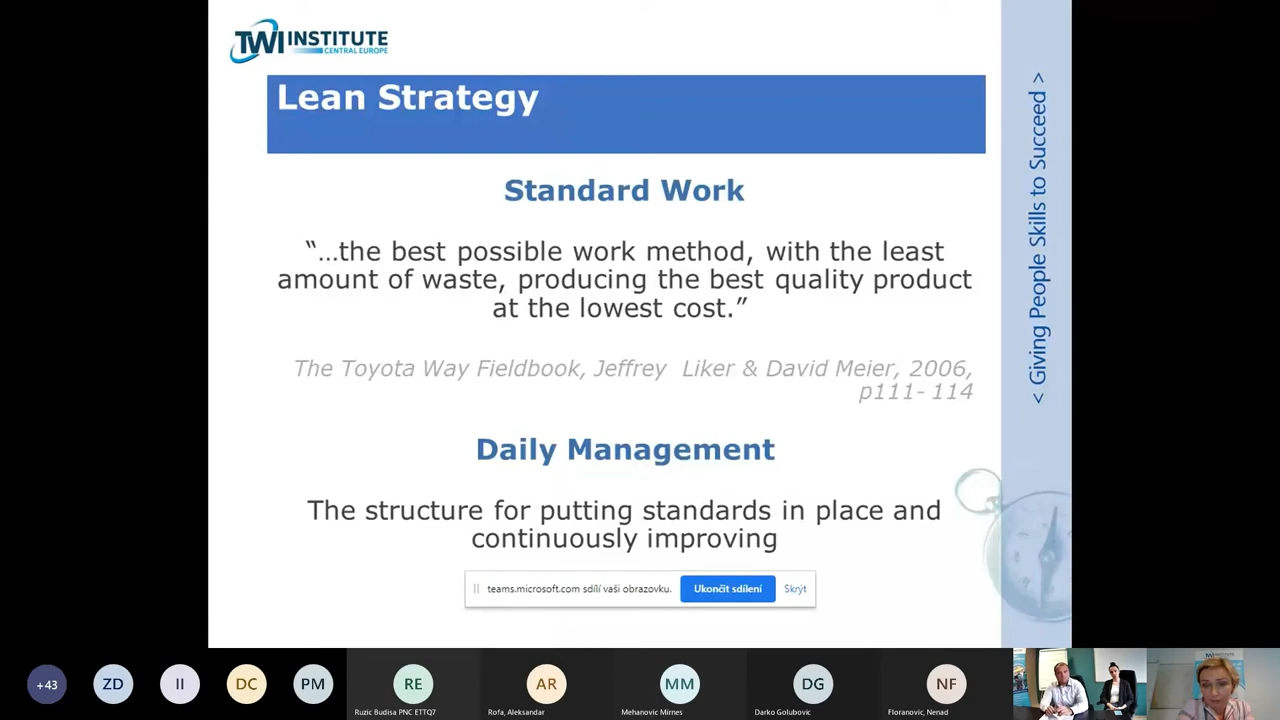 TWI INSTITUTE
CENTRAL EUROPE
Lean Strategy
Standard Work
“…the best possible work method, with the least
amount of waste, producing the best quality product
at the lowest cost.”
The Toyota Way Fieldbook, Jeffrey Liker & David Meier, 2006,
p111- 114
Daily Management
The structure for putting standards in place and
continuously improving
< Giving People Skills to Succeed >
teams.microsoft.com sdílí vaši obrazovku. Ukončit sdílení Skrýt
+43 ZD II DC PM RE AR MM DG NF
Ruzic Budisa PNC ETTQ7 Rofa, Aleksandar Mehanovic Mirnes Darko Golubovic Floranovic, Nenad
TWI INSTITUTE